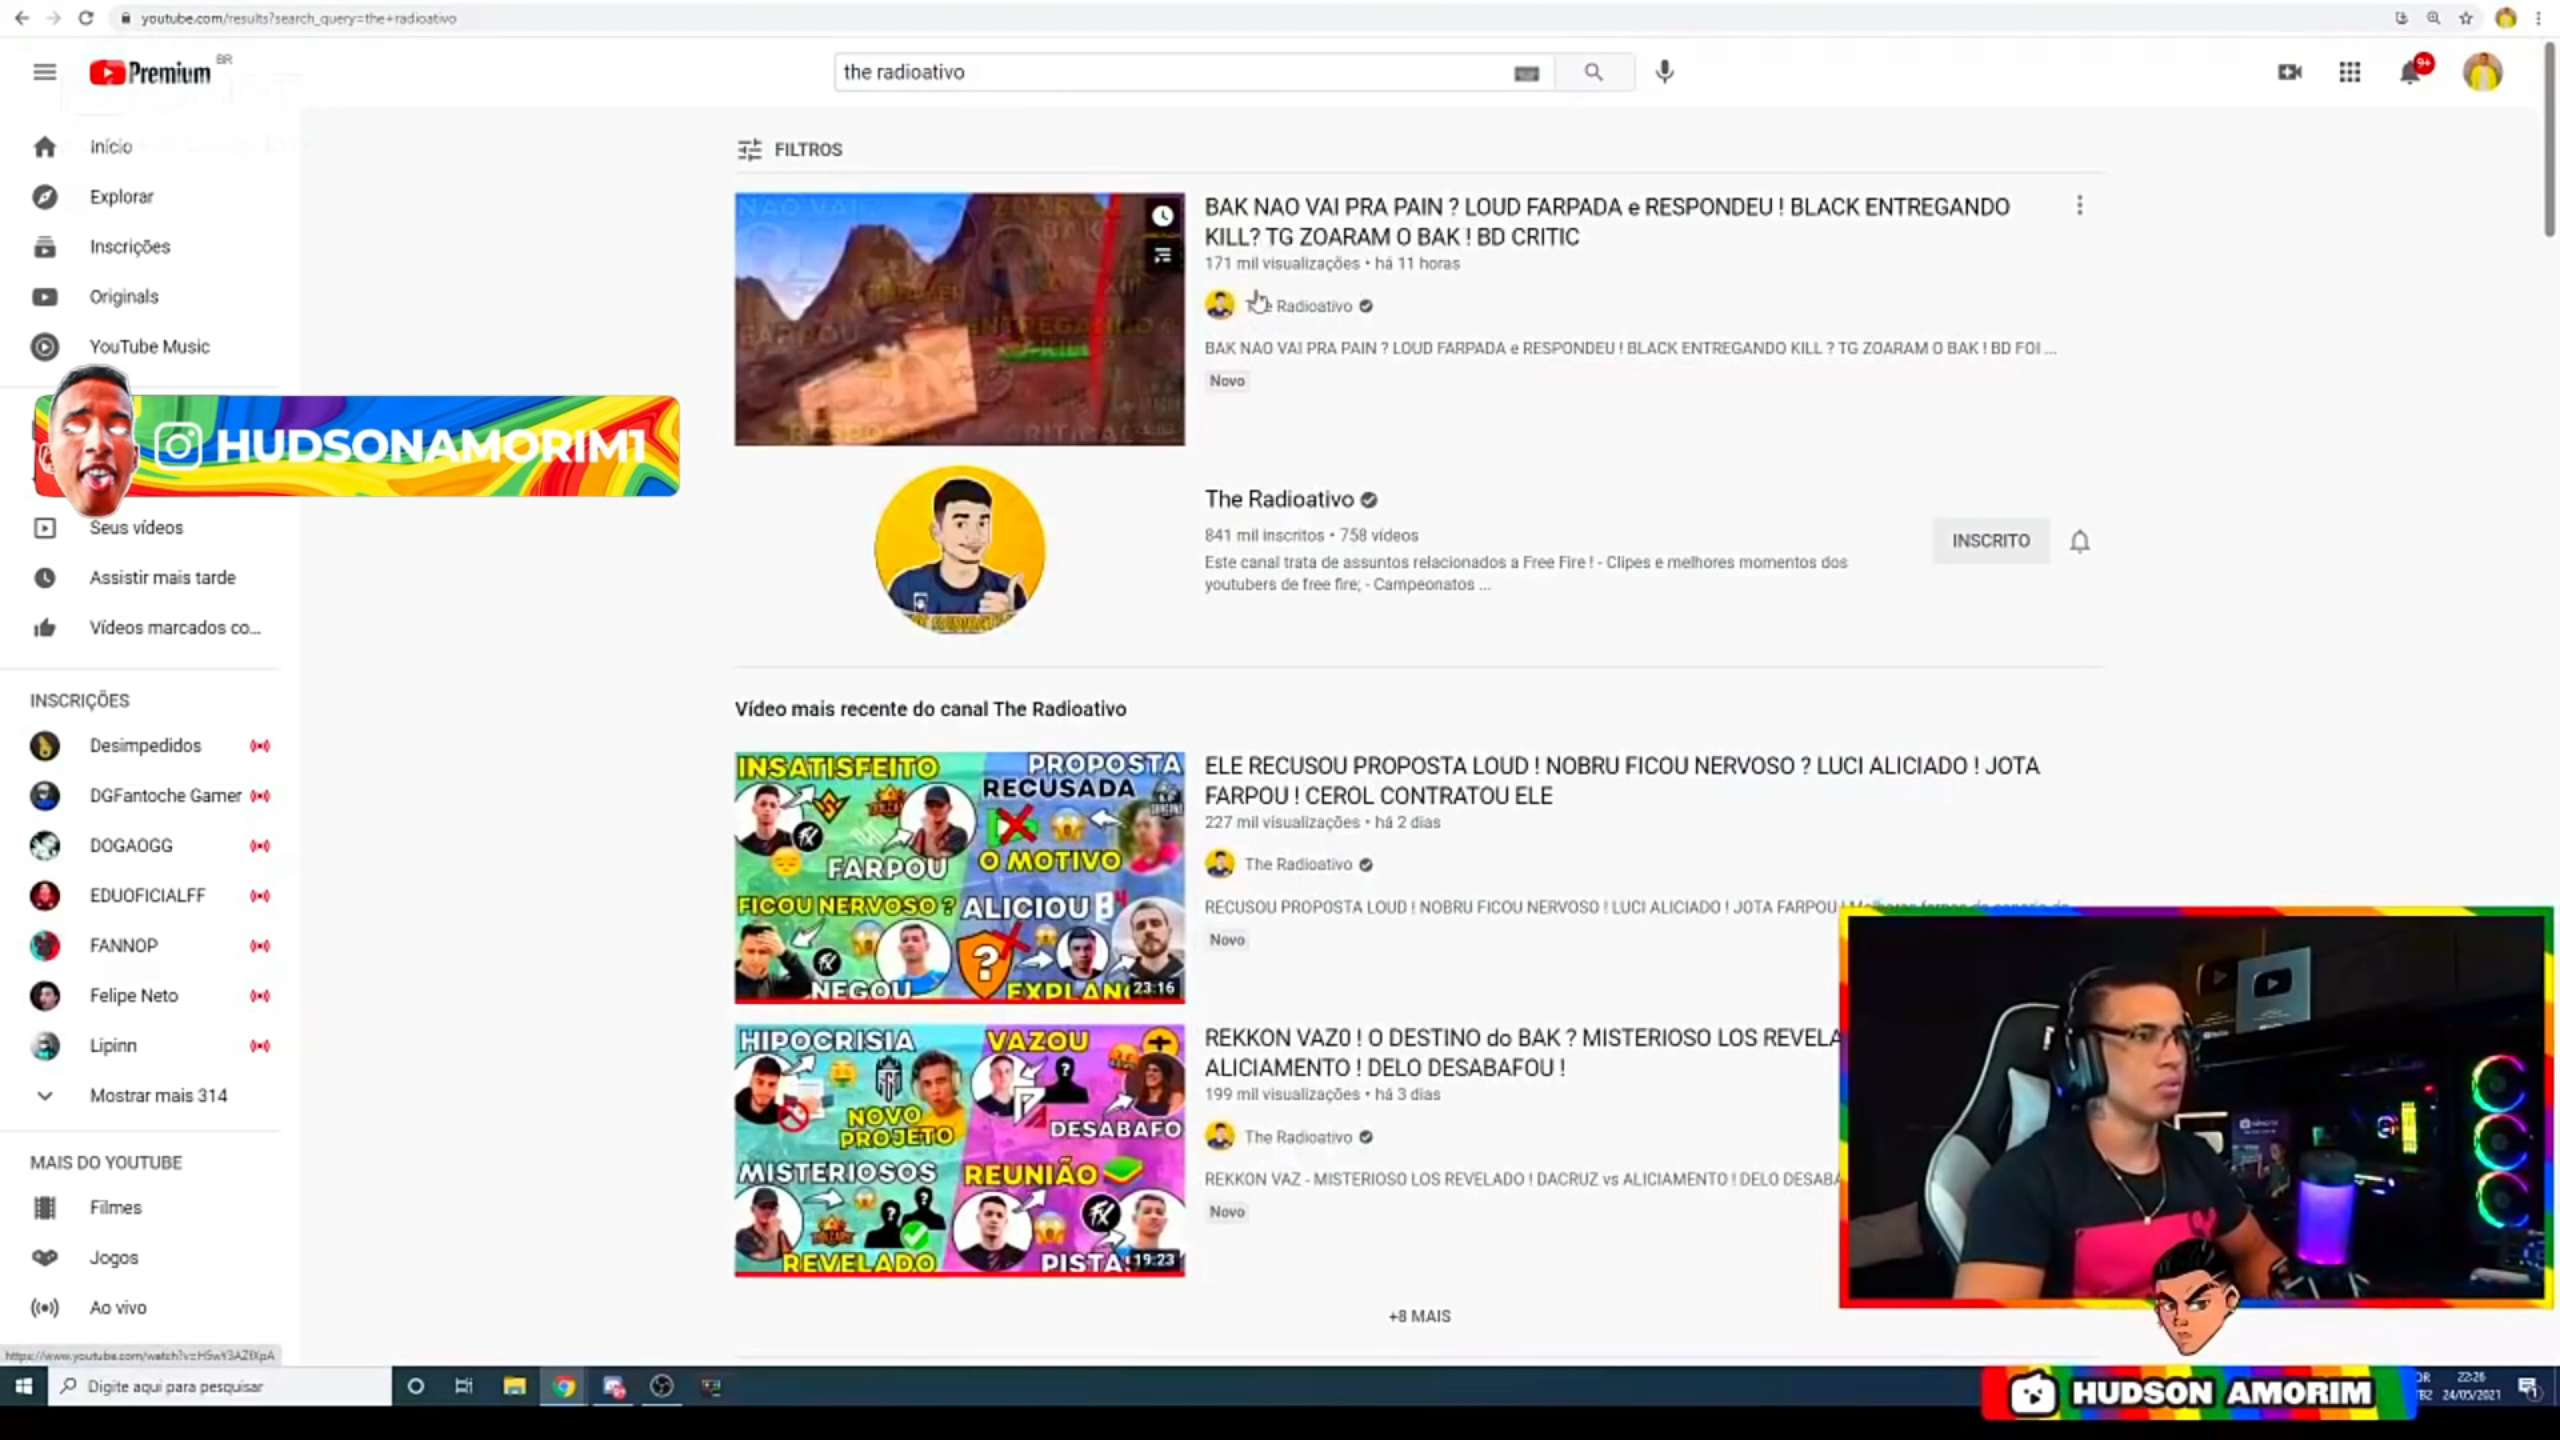 youtube.com/results?search_query=the+radioativo
Premium
BR
the radioativo
9+
Início
Explorar
Inscrições
Originals
YouTube Music
HUDSONAMORIM1
Seus vídeos
Assistir mais tarde
Vídeos marcados co...
INSCRIÇÕES
Desimpedidos
DGFantoche Gamer
DOGAOGG
EDUOFICIALFF
FANNOP
Felipe Neto
Lipinn
Mostrar mais 314
MAIS DO YOUTUBE
Filmes
Jogos
Ao vivo
FILTROS
BAK NAO VAI PRA PAIN ? LOUD FARPADA e RESPONDEU ! BLACK ENTREGANDO
KILL? TG ZOARAM O BAK ! BD CRITIC
171 mil visualizações • há 11 horas
Radioativo
BAK NAO VAI PRA PAIN ? LOUD FARPADA e RESPONDEU ! BLACK ENTREGANDO KILL ? TG ZOARAM O BAK ! BD FOI ...
Novo
The Radioativo
841 mil inscritos • 758 vídeos
Este canal trata de assuntos relacionados a Free Fire ! - Clipes e melhores momentos dos
youtubers de free fire; - Campeonatos ...
INSCRITO
Vídeo mais recente do canal The Radioativo
INSATISFEITO
PROPOSTA
RECUSADA
FARPOU
O MOTIVO
FICOU NERVOSO ?
ALICIOU
?
NEGOU
EXPLAN
23:16
ELE RECUSOU PROPOSTA LOUD ! NOBRU FICOU NERVOSO ? LUCI ALICIADO ! JOTA
FARPOU ! CEROL CONTRATOU ELE
227 mil visualizações • há 2 dias
The Radioativo
RECUSOU PROPOSTA LOUD ! NOBRU FICOU NERVOSO ! LUCI ALICIADO ! JOTA FARPOU !
Novo
HIPOCRISIA
VAZOU
NOVO
PROJETO
DESABAFO
MISTERIOSOS
REUNIÃO
REVELADO
PISTA
19:23
REKKON VAZ0 ! O DESTINO do BAK ? MISTERIOSO LOS REVELA
ALICIAMENTO ! DELO DESABAFOU !
199 mil visualizações • há 3 dias
The Radioativo
REKKON VAZ - MISTERIOSO LOS REVELADO ! DACRUZ vs ALICIAMENTO ! DELO DESABA
Novo
+8 MAIS
Digite aqui para pesquisar
HUDSON AMORIM
22:26
24/05/2021